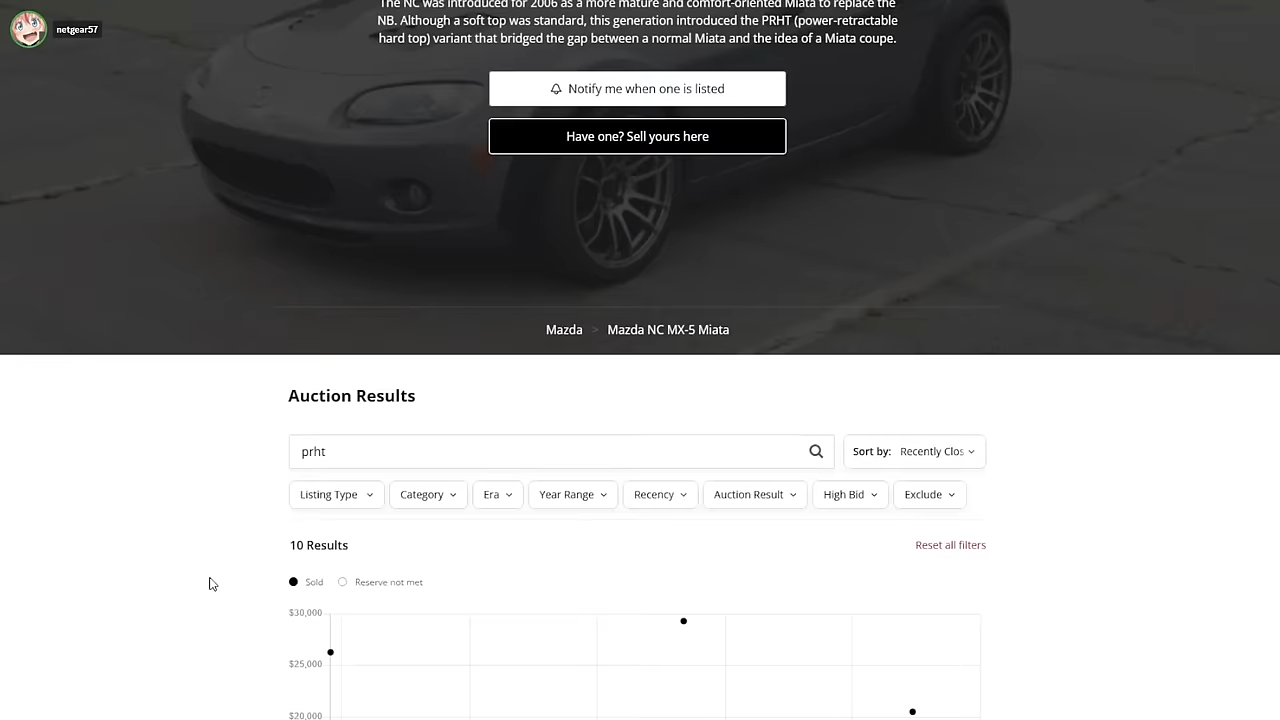 The NC was introduced for 2006 as a more mature and comfort-oriented Miata to replace the
NB. Although a soft top was standard, this generation introduced the PRHT (power-retractable
hard top) variant that bridged the gap between a normal Miata and the idea of a Miata coupe.
netgear57
Notify me when one is listed
Have one? Sell yours here
Mazda > Mazda NC MX-5 Miata
Auction Results
prht
Sort by: Recently Clos
Listing Type
Category
Era
Year Range
Recency
Auction Result
High Bid
Exclude
10 Results
Reset all filters
Sold
Reserve not met
$30,000
$25,000
$20,000